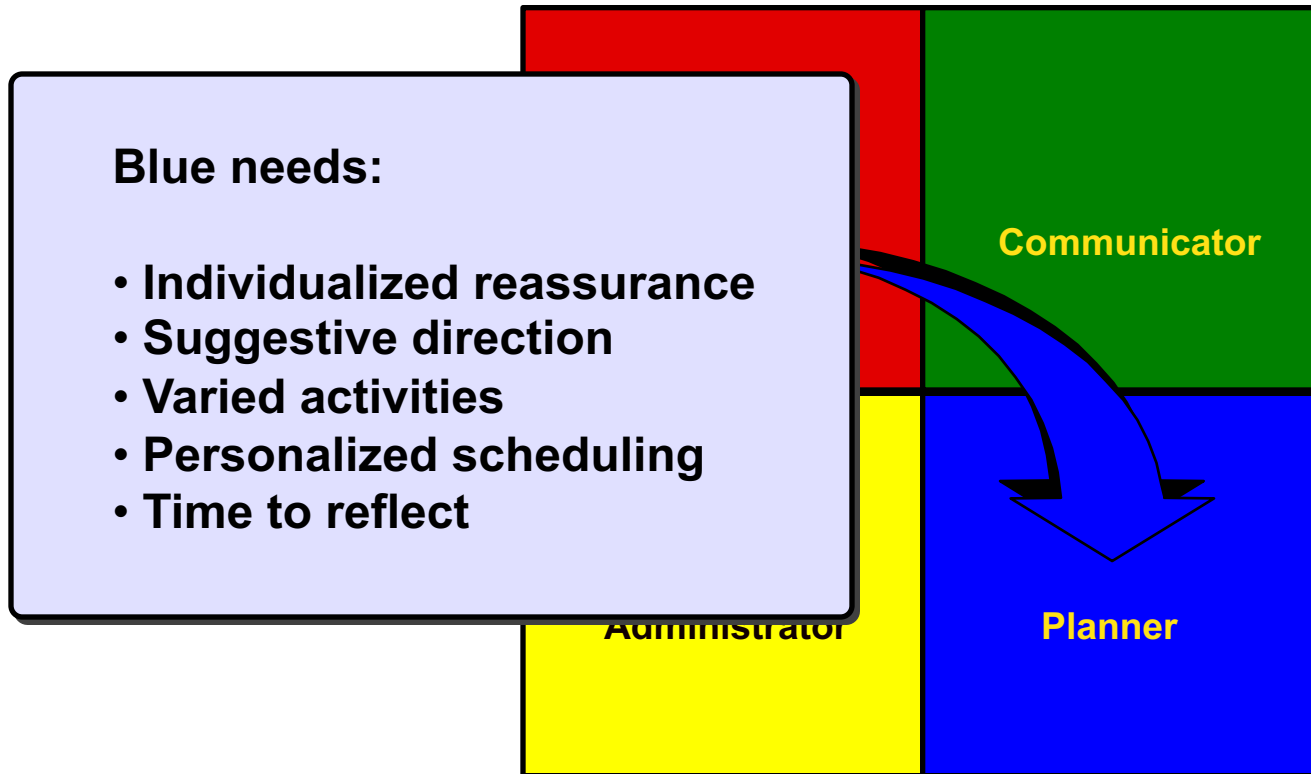 Blue needs:
• Individualized reassurance
• Suggestive direction
• Varied activities
• Personalized scheduling
• Time to reflect
Communicator
Administrator
Planner